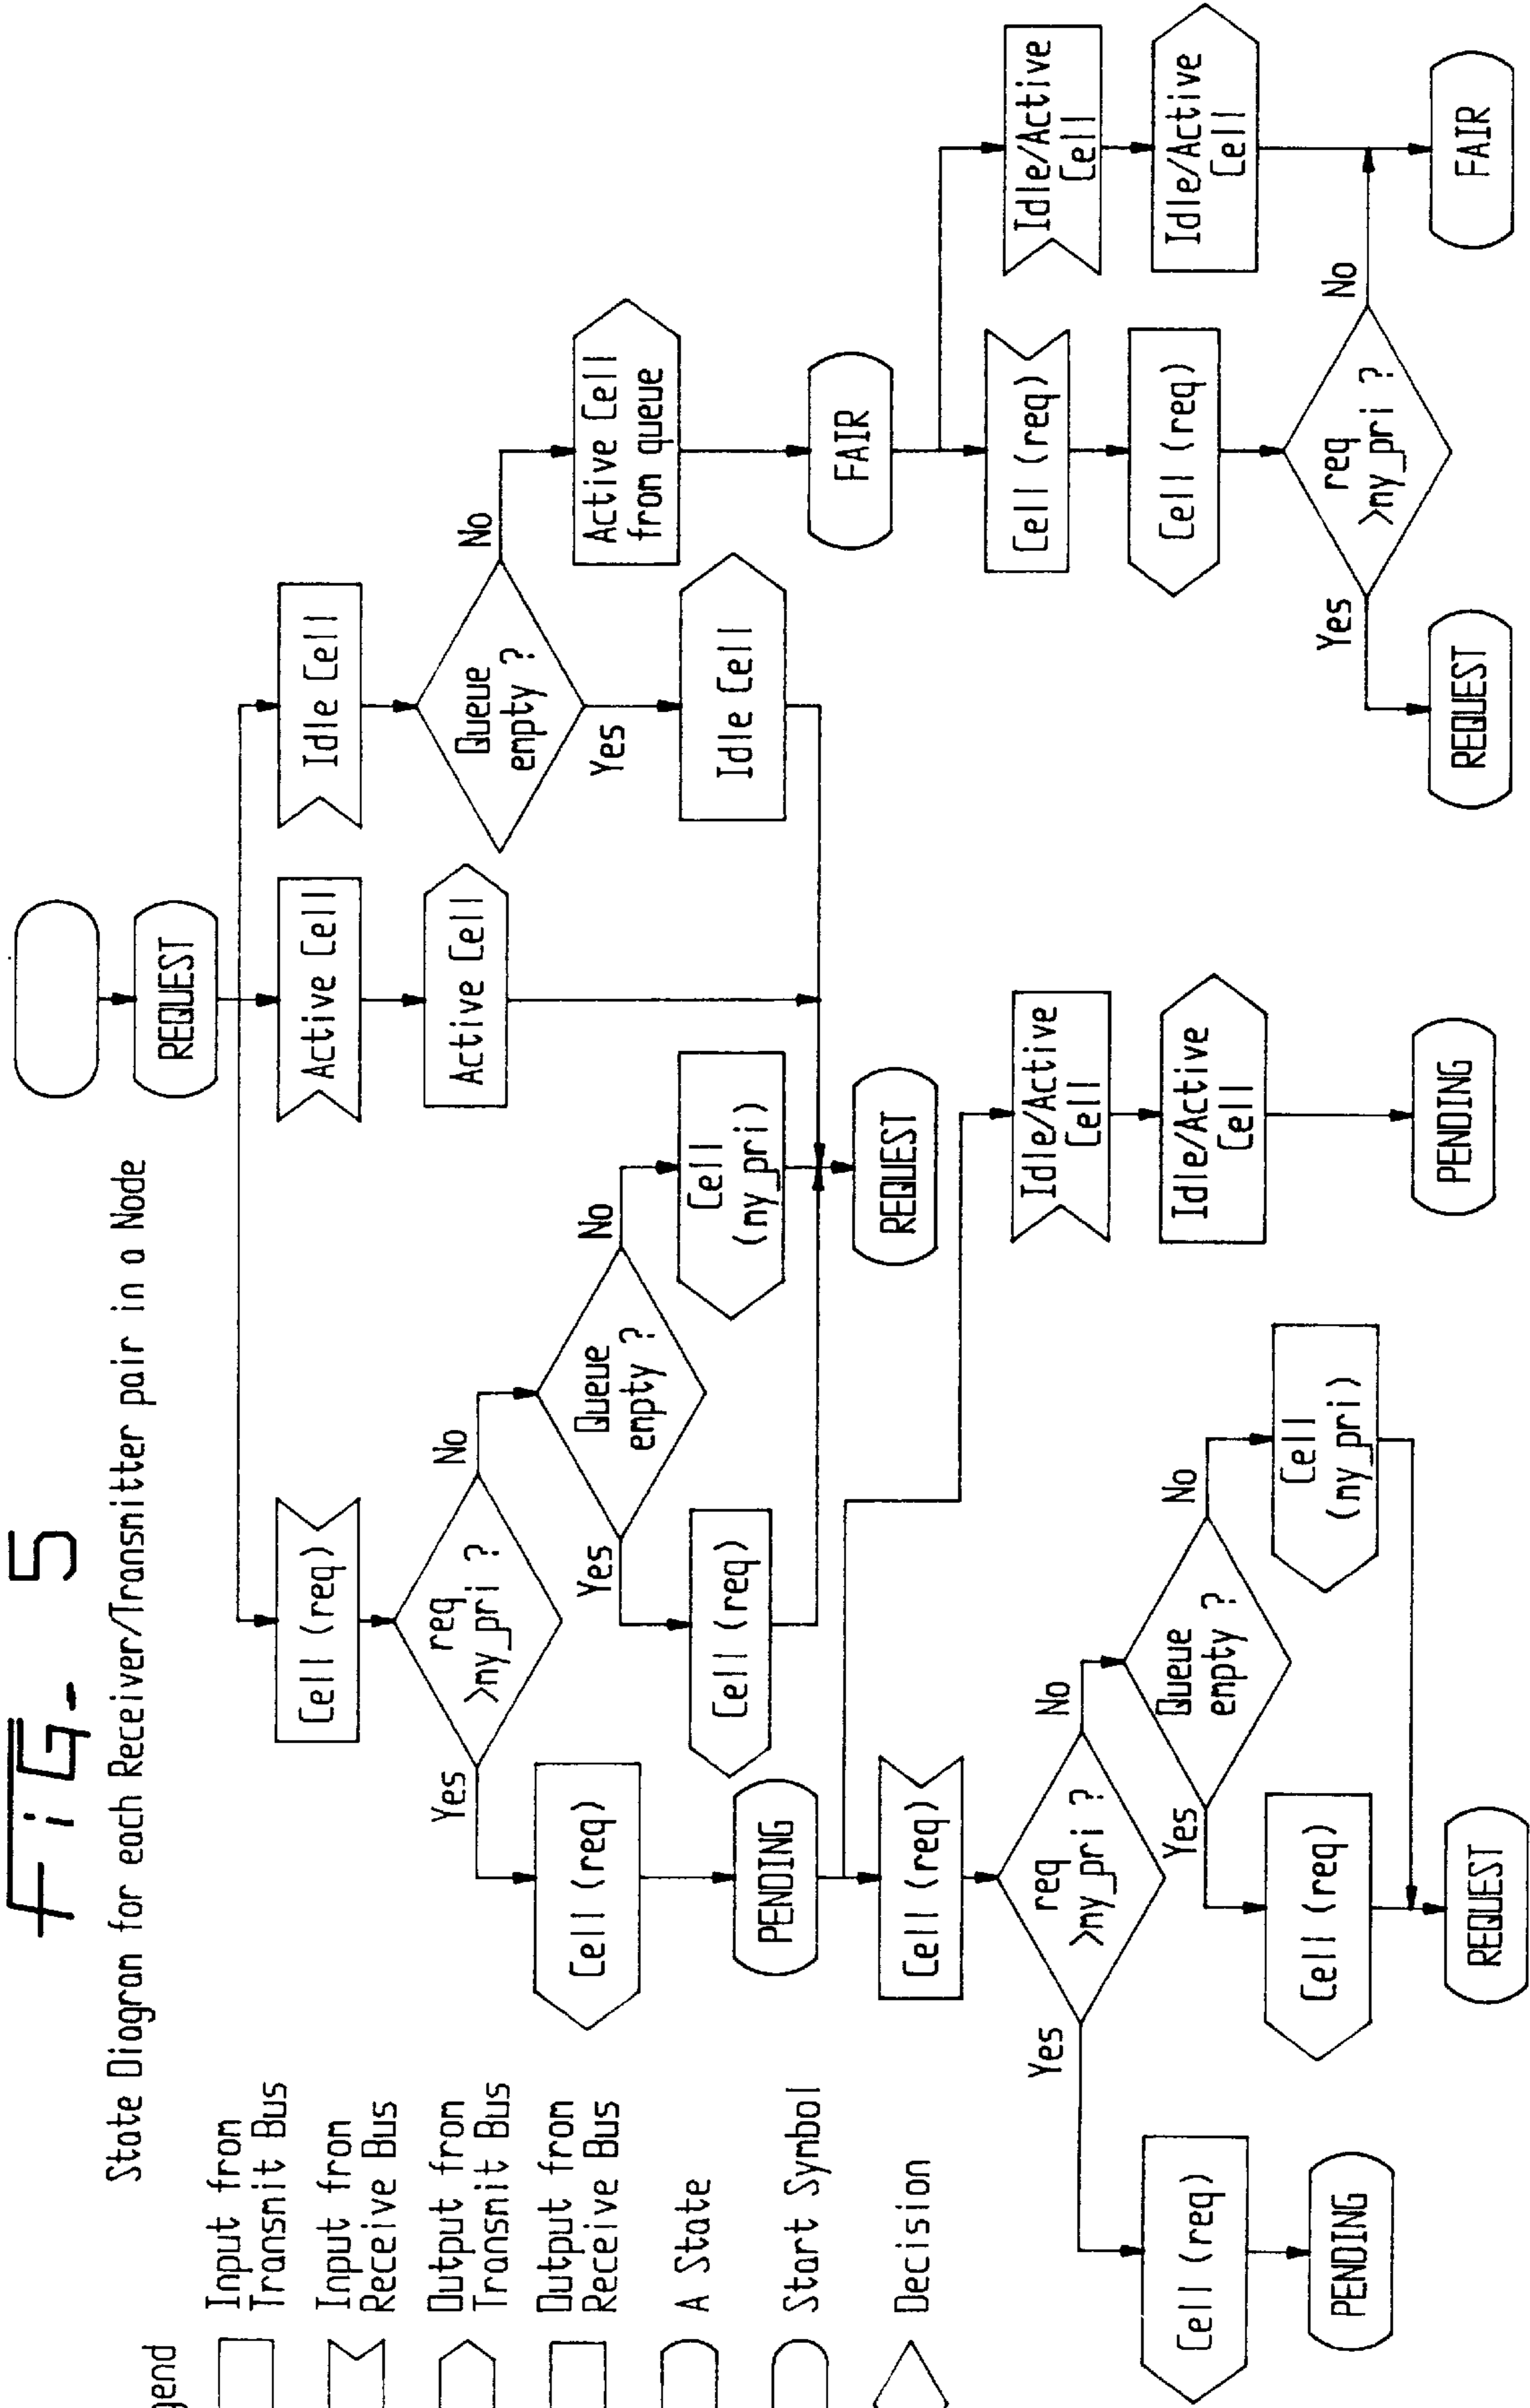 FIG. 5
State Diagram for each Receiver/Transmitter pair in a Node
gend
Input from
Transmit Bus
Input from
Receive Bus
Output from
Transmit Bus
Output from
Receive Bus
A State
Start Symbol
Decision
REQUEST
Cell (req)
Active Cell
Idle Cell
req
>my_pri ?
Yes
No
Active Cell
Queue
empty ?
No
Yes
Cell (req)
Queue
empty ?
Yes
No
Active Cell
from queue
Cell (req)
Cell
(my_pri)
Idle Cell
PENDING
REQUEST
FAIR
Cell (req)
Idle/Active
Cell
Cell (req)
Idle/Active
Cell
req
>my_pri ?
Yes
No
Idle/Active
Cell
Cell (req)
Idle/Active
Cell
Queue
empty ?
Yes
No
Cell (req)
Cell (req)
Cell
(my_pri)
req
>my_pri ?
Yes
No
PENDING
REQUEST
PENDING
REQUEST
FAIR